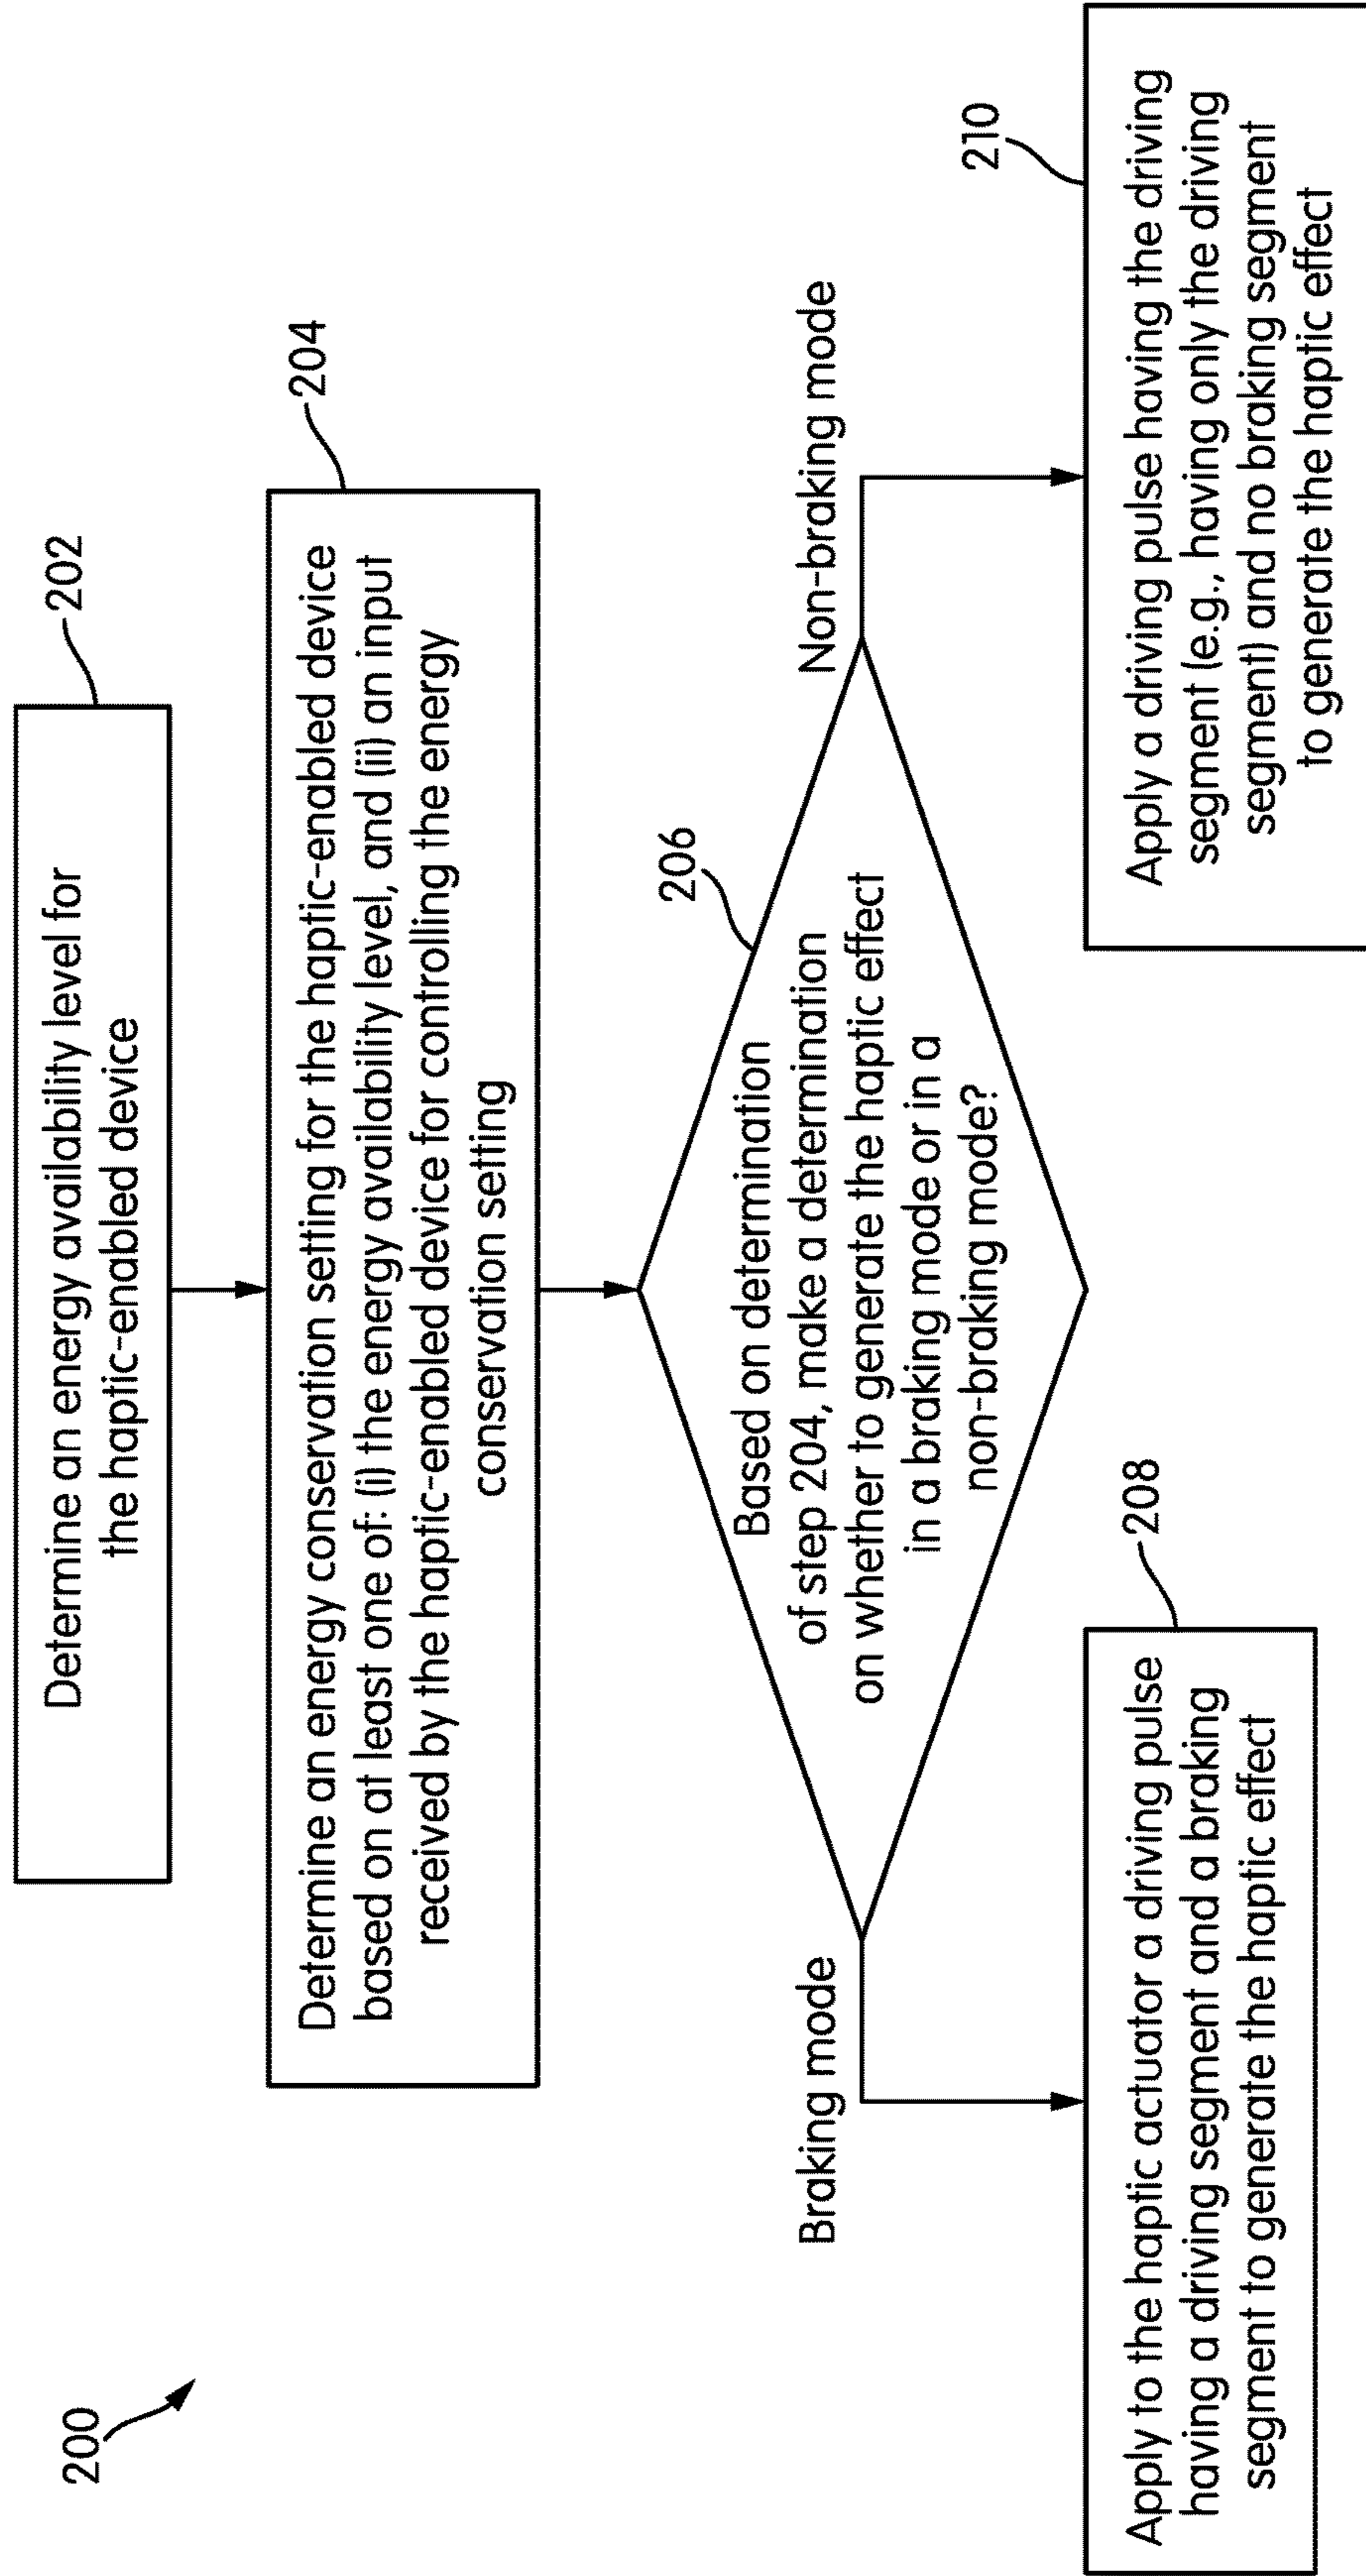 200
202
Determine an energy availability level for
the haptic-enabled device
204
Determine an energy conservation setting for the haptic-enabled device
based on at least one of: (i) the energy availability level, and (ii) an input
received by the haptic-enabled device for controlling the energy
conservation setting
206
Based on determination
of step 204, make a determination
on whether to generate the haptic effect
in a braking mode or in a
non-braking mode?
Braking mode
Non-braking mode
208
Apply to the haptic actuator a driving pulse
having a driving segment and a braking
segment to generate the haptic effect
210
Apply a driving pulse having the driving
segment (e.g., having only the driving
segment) and no braking segment
to generate the haptic effect